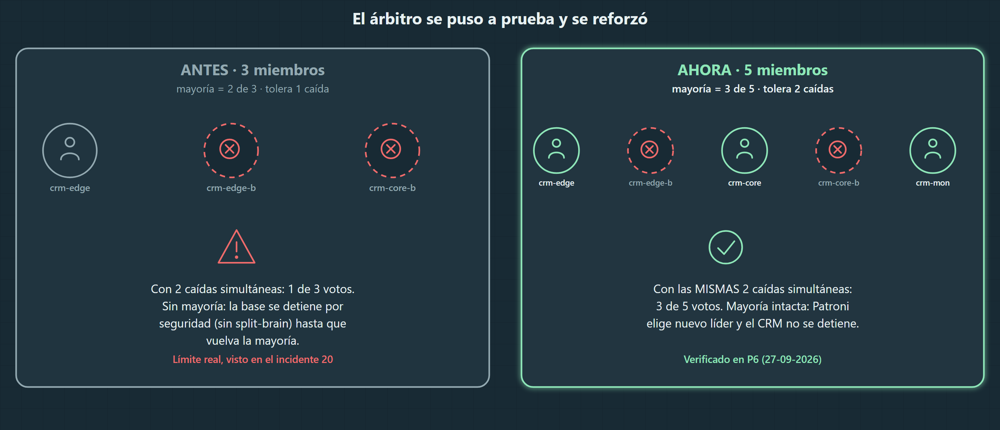 El árbitro se puso a prueba y se reforzó
ANTES · 3 miembros
mayoría = 2 de 3 · tolera 1 caída
crm-edge
crm-edge-b
crm-core-b
Con 2 caídas simultáneas: 1 de 3 votos.
Sin mayoría: la base se detiene por
seguridad (sin split-brain) hasta que
vuelva la mayoría.
Límite real, visto en el incidente 20
AHORA · 5 miembros
mayoría = 3 de 5 · tolera 2 caídas
crm-edge
crm-edge-b
crm-core
crm-core-b
crm-mon
Con las MISMAS 2 caídas simultáneas:
3 de 5 votos. Mayoría intacta: Patroni
elige nuevo líder y el CRM no se detiene.
Verificado en P6 (27-09-2026)